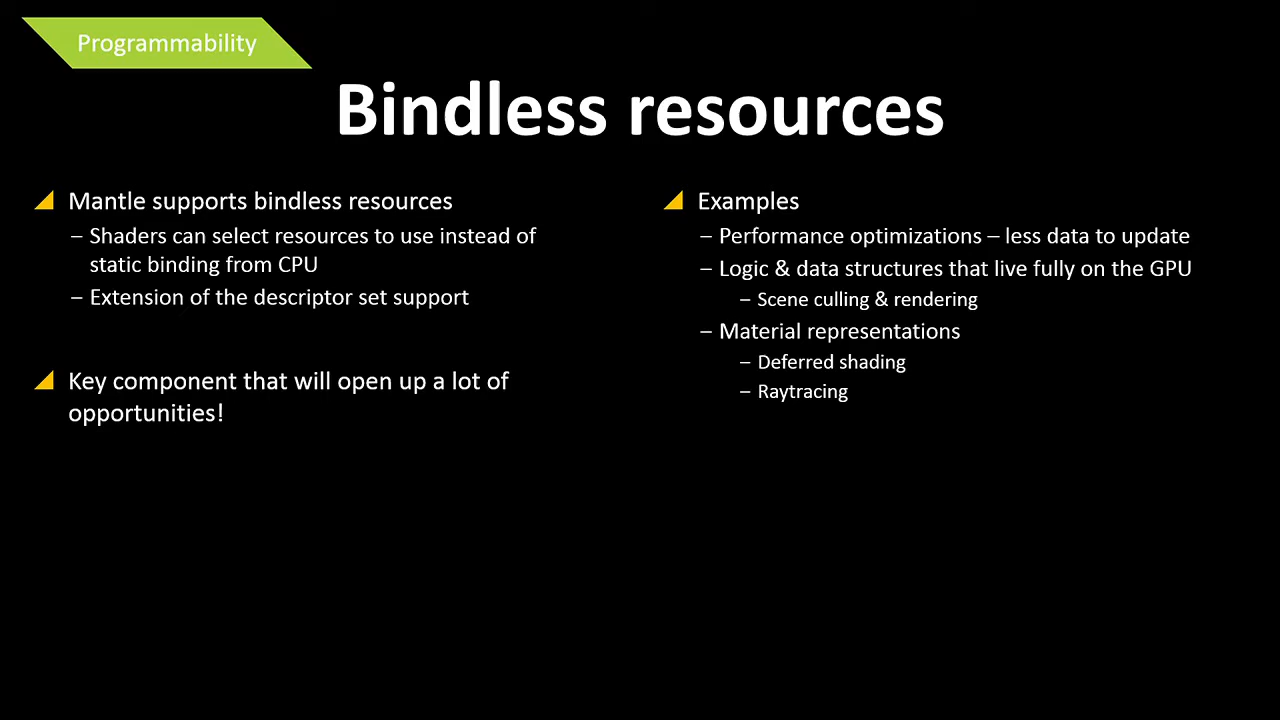 Programmability
Bindless resources
Mantle supports bindless resources
– Shaders can select resources to use instead of
static binding from CPU
– Extension of the descriptor set support
Key component that will open up a lot of
opportunities!
Examples
– Performance optimizations – less data to update
– Logic & data structures that live fully on the GPU
– Scene culling & rendering
– Material representations
– Deferred shading
– Raytracing